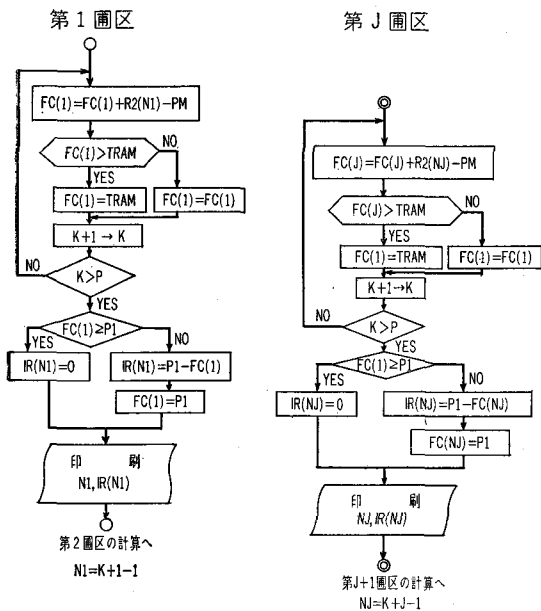 第1圃区
FC(1)=FC(1)+R2(N1)−PM
FC(1)>TRAM
NO
YES
FC(1)=TRAM
FC(1)=FC(1)
K+1→K
NO
K>P
YES
FC(1)≥P1
YES
NO
IR(N1)=0
IR(N1)=P1−FC(1)
FC(1)=P1
印 刷
N1,IR(N1)
第2圃区の計算へ
N1=K+1−1
第J圃区
FC(J)=FC(J)+R2(NJ)−PM
FC(J)>TRAM
NO
YES
FC(1)=TRAM
FC(1)=FC(1)
K+1→K
NO
K>P
YES
FC(1)≥P1
YES
NO
IR(NJ)=0
IR(NJ)=P1−FC(NJ)
FC(NJ)=P1
印 刷
NJ,IR(NJ)
第J+1圃区の計算へ
NJ=K+J−1